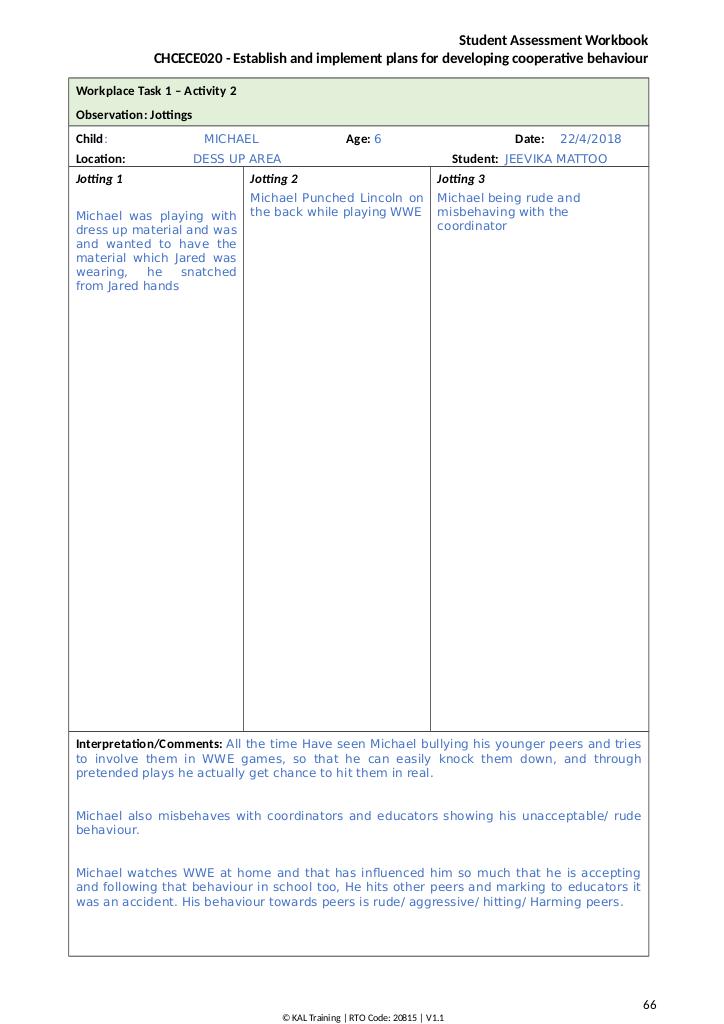 Student Assessment Workbook
CHCECE020 - Establish and implement plans for developing cooperative behaviour
Workplace Task 1 – Activity 2
Observation: Jottings
Child: MICHAEL Age: 6 Date: 22/4/2018
Location: DESS UP AREA Student: JEEVIKA MATTOO
Jotting 1
Michael was playing with
dress up material and was
and wanted to have the
material which Jared was
wearing, he snatched
from Jared hands
Jotting 2
Michael Punched Lincoln on
the back while playing WWE
Jotting 3
Michael being rude and
misbehaving with the
coordinator
Interpretation/Comments: All the time Have seen Michael bullying his younger peers and tries
to involve them in WWE games, so that he can easily knock them down, and through
pretended plays he actually get chance to hit them in real.
Michael also misbehaves with coordinators and educators showing his unacceptable/ rude
behaviour.
Michael watches WWE at home and that has influenced him so much that he is accepting
and following that behaviour in school too, He hits other peers and marking to educators it
was an accident. His behaviour towards peers is rude/ aggressive/ hitting/ Harming peers.
66
© KAL Training | RTO Code: 20815 | V1.1